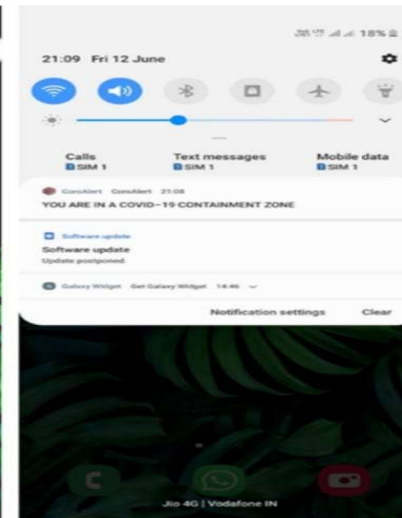 18%
21:09 Fri 12 June
Calls Text messages Mobile data
SIM 1 SIM 1 SIM 1
CoroAlert CoroAlert 21:08
YOU ARE IN A COVID-19 CONTAINMENT ZONE
Software update
Software update
Update postponed.
Galaxy Widget Get Galaxy Widget 14:46
Notification settings Clear
Jio 4G | Vodafone IN